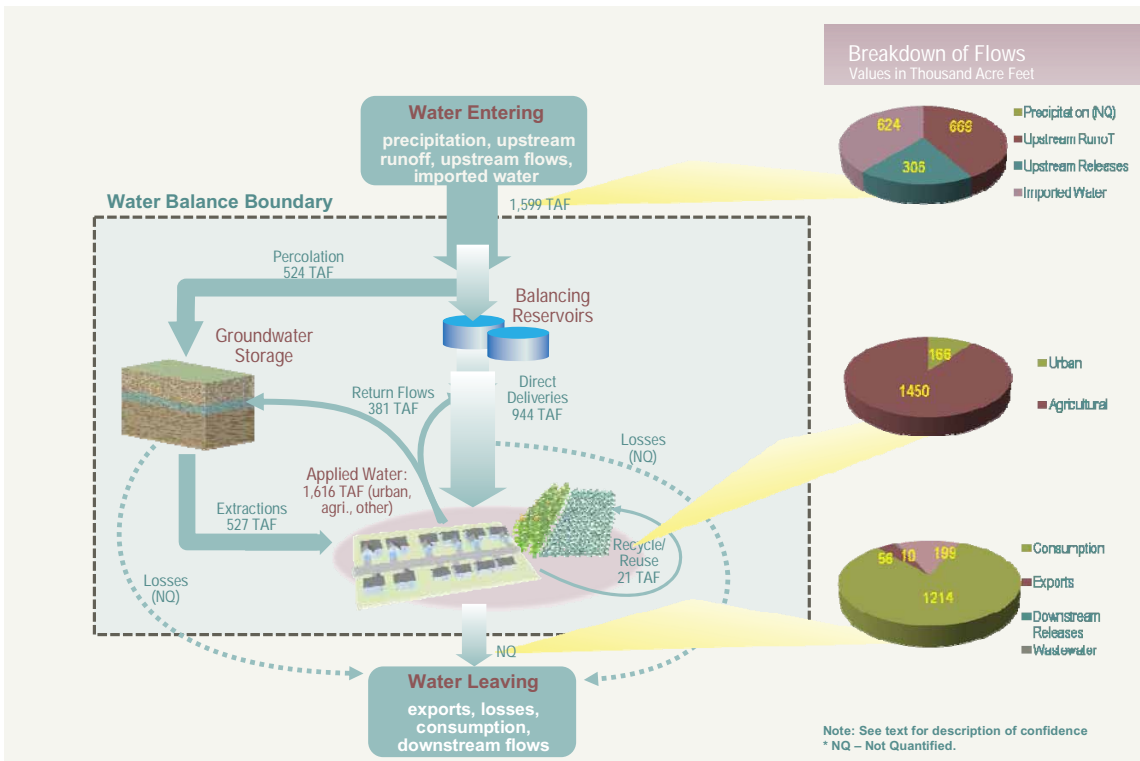 Breakdown of Flows
Values in Thousand Acre Feet
Water Entering
precipitation, upstream
runoff, upstream flows,
imported water
624
669
306
Precipitation (NQ)
Upstream Runoff
Upstream Releases
Imported Water
Water Balance Boundary
1,599 TAF
Percolation
524 TAF
Balancing
Reservoirs
Groundwater
Storage
Return Flows
381 TAF
Direct
Deliveries
944 TAF
166
1450
Urban
Agricultural
Losses
(NQ)
Applied Water:
1,616 TAF (urban,
agri., other)
Extractions
527 TAF
Recycle/
Reuse
21 TAF
Losses
(NQ)
56
10
199
1214
Consumption
Exports
Downstream
Releases
Wastewater
NQ
Water Leaving
exports, losses,
consumption,
downstream flows
Note: See text for description of confidence
* NQ – Not Quantified.